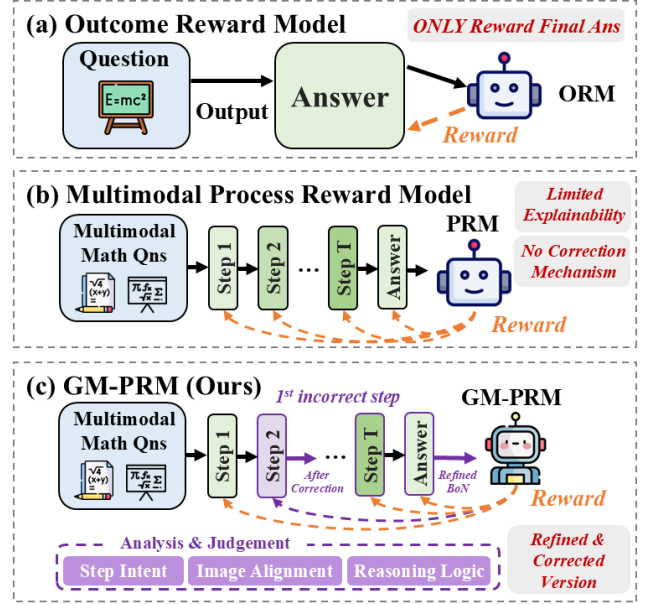 (a) Outcome Reward Model
ONLY Reward Final Ans
Question
E=mc²
Output
Answer
ORM
Reward
(b) Multimodal Process Reward Model
Limited
Explainability
No Correction
Mechanism
Multimodal
Math Qns
√4
(x+y)
=
Step 1
Step 2
...
Step T
Answer
PRM
Reward
(c) GM-PRM (Ours)
1st incorrect step
GM-PRM
Multimodal
Math Qns
√4
(x+y)
=
Step 1
Step 2
After
Correction
...
Step T
Answer
Refined
BoN
Reward
Analysis & Judgement
Step Intent
Image Alignment
Reasoning Logic
Refined &
Corrected
Version